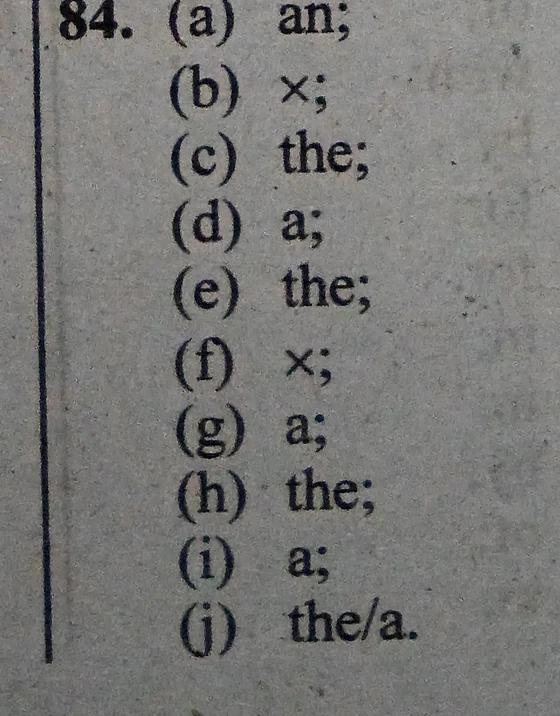 84. (a) an;
(b) ×;
(c) the;
(d) a;
(e) the;
(f) ×;
(g) a;
(h) the;
(i) a;
(j) the/a.